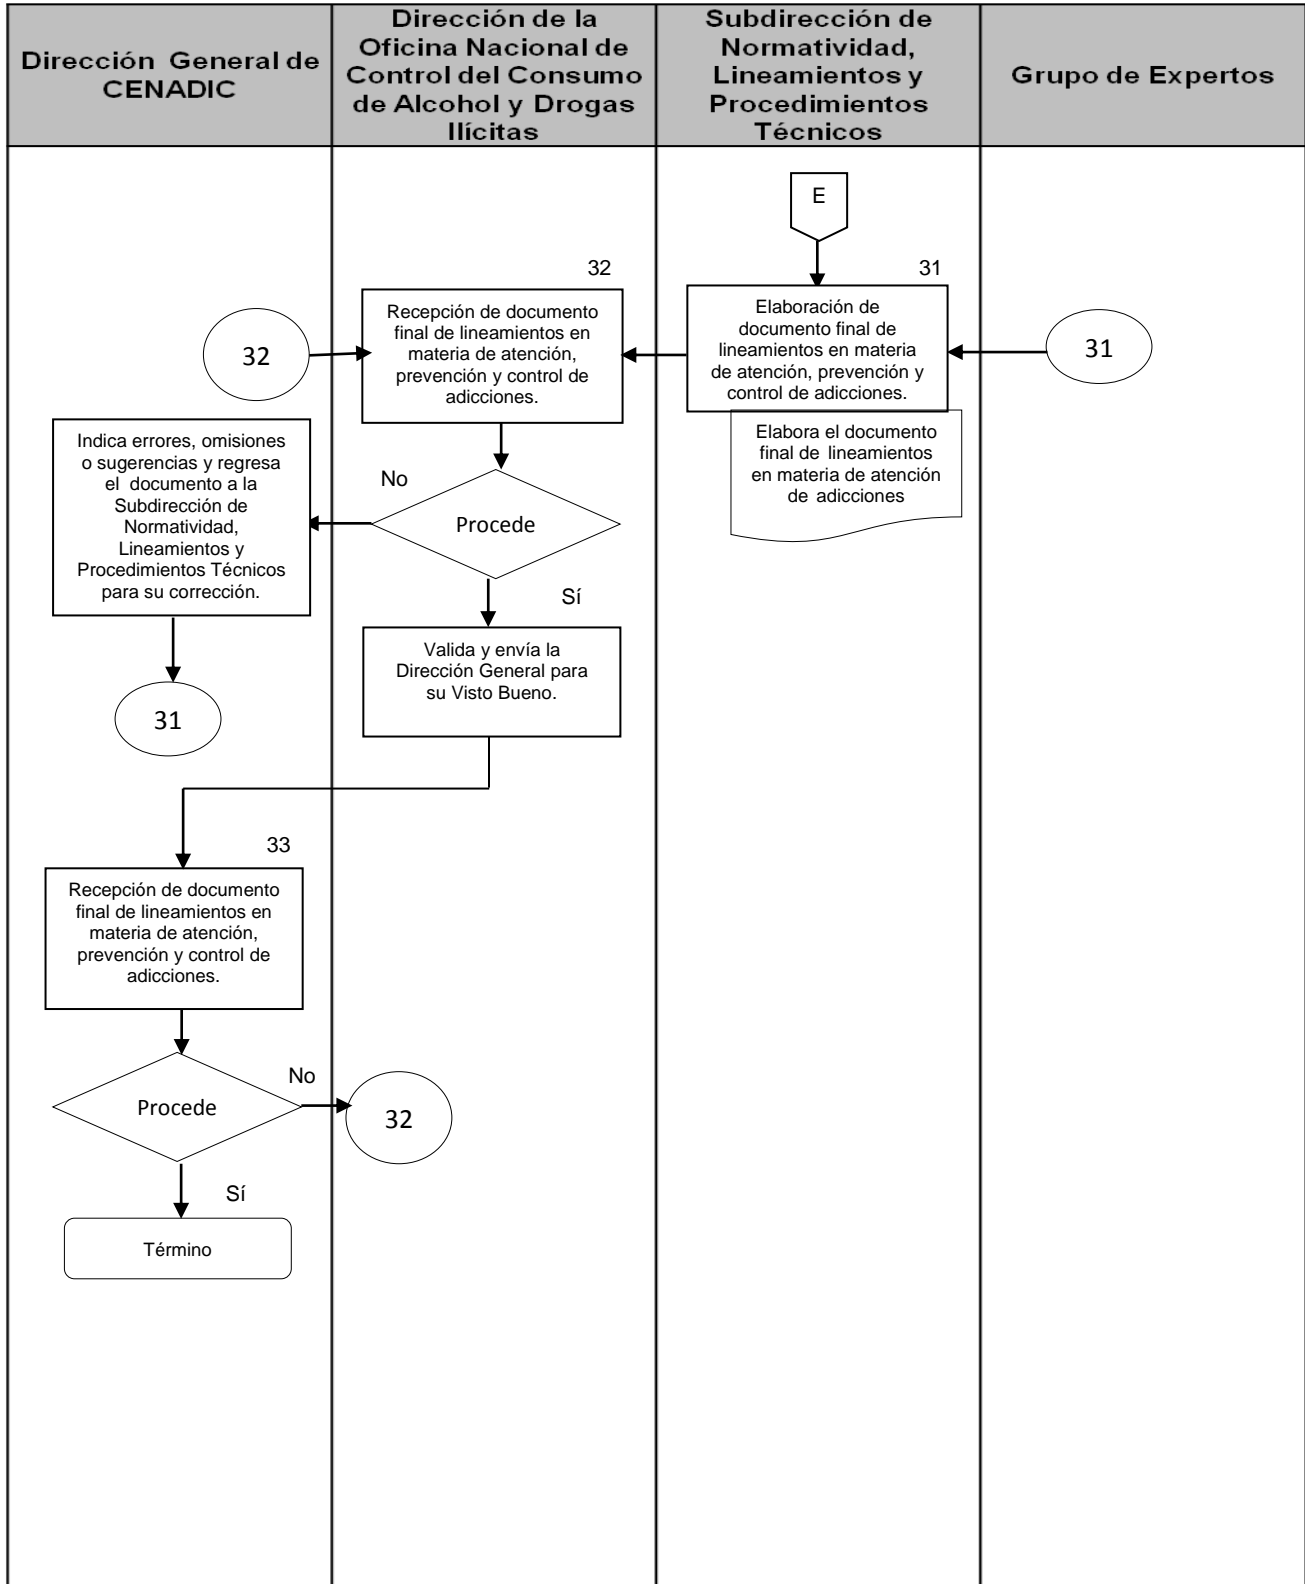 Dirección General de
CENADIC
Dirección de la
Oficina Nacional de
Control del Consumo
de Alcohol y Drogas
Ilícitas
Subdirección de
Normatividad,
Lineamientos y
Procedimientos
Técnicos
Grupo de Expertos
E
31
Elaboración de
documento final de
lineamientos en materia
de atención, prevención y
control de adicciones.
31
Elabora el documento
final de lineamientos
en materia de atención
de adicciones
32
Recepción de documento
final de lineamientos en
materia de atención,
prevención y control de
adicciones.
32
No
Procede
Indica errores, omisiones
o sugerencias y regresa
el documento a la
Subdirección de
Normatividad,
Lineamientos y
Procedimientos Técnicos
para su corrección.
31
Sí
Valida y envía la
Dirección General para
su Visto Bueno.
33
Recepción de documento
final de lineamientos en
materia de atención,
prevención y control de
adicciones.
Procede
No
32
Sí
Término